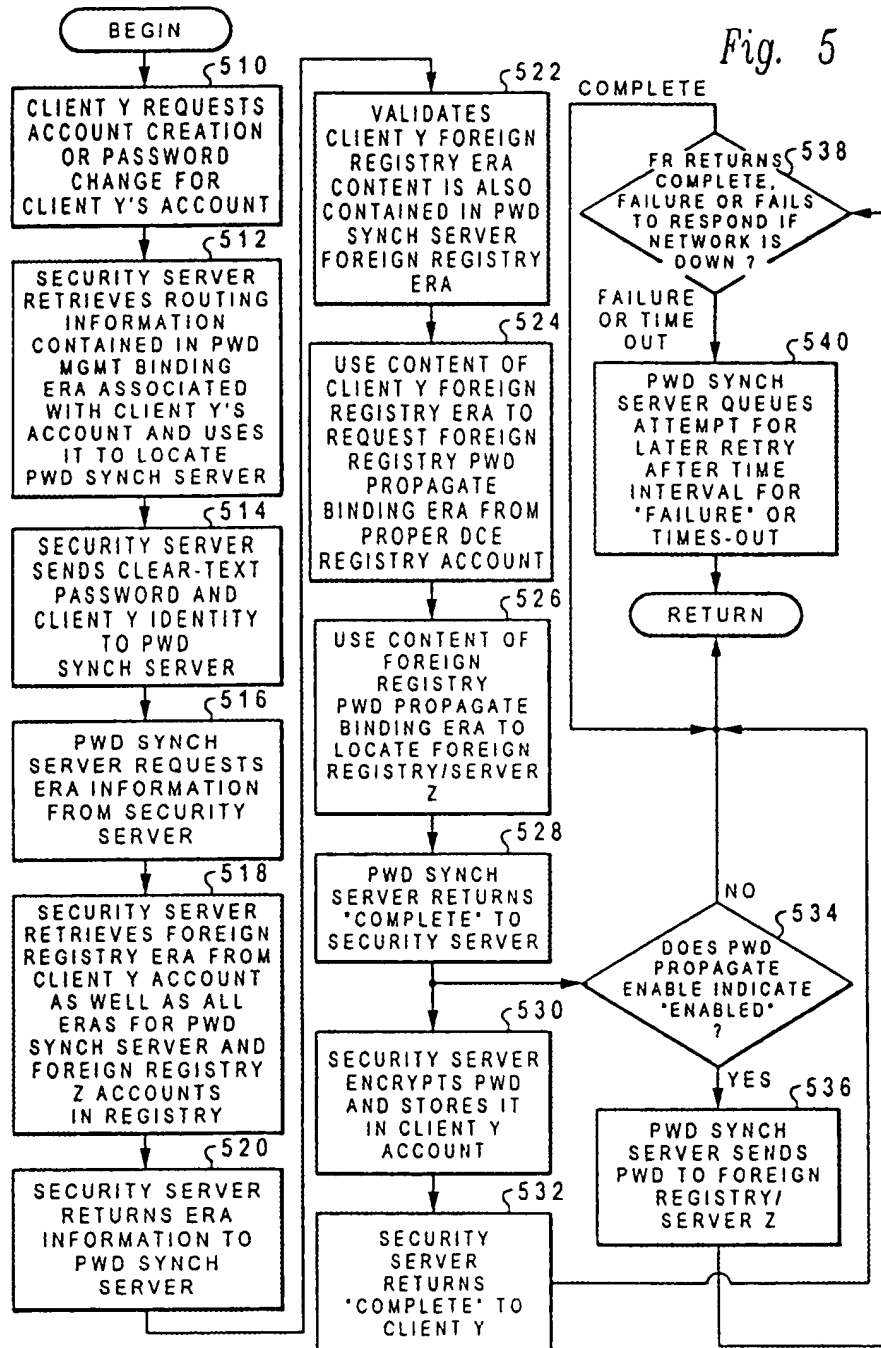 Fig. 5
BEGIN
510
CLIENT Y REQUESTS
ACCOUNT CREATION
OR PASSWORD
CHANGE FOR
CLIENT Y'S ACCOUNT
512
SECURITY SERVER
RETRIEVES ROUTING
INFORMATION
CONTAINED IN PWD
MGMT BINDING
ERA ASSOCIATED
WITH CLIENT Y'S
ACCOUNT AND USES
IT TO LOCATE
PWD SYNCH SERVER
514
SECURITY SERVER
SENDS CLEAR-TEXT
PASSWORD AND
CLIENT Y IDENTITY
TO PWD
SYNCH SERVER
516
PWD SYNCH
SERVER REQUESTS
ERA INFORMATION
FROM SECURITY
SERVER
518
SECURITY SERVER
RETRIEVES FOREIGN
REGISTRY ERA FROM
CLIENT Y ACCOUNT
AS WELL AS ALL
ERAS FOR PWD
SYNCH SERVER AND
FOREIGN REGISTRY
Z ACCOUNTS
IN REGISTRY
520
SECURITY SERVER
RETURNS ERA
INFORMATION TO
PWD SYNCH
SERVER
522
VALIDATES
CLIENT Y FOREIGN
REGISTRY ERA
CONTENT IS ALSO
CONTAINED IN PWD
SYNCH SERVER
FOREIGN REGISTRY
ERA
524
USE CONTENT OF
CLIENT Y FOREIGN
REGISTRY ERA TO
REQUEST FOREIGN
REGISTRY PWD
PROPAGATE
BINDING ERA FROM
PROPER DCE
REGISTRY ACCOUNT
526
USE CONTENT OF
FOREIGN
REGISTRY
PWD PROPAGATE
BINDING ERA TO
LOCATE FOREIGN
REGISTRY/SERVER
Z
528
PWD SYNCH
SERVER RETURNS
"COMPLETE" TO
SECURITY SERVER
530
SECURITY SERVER
ENCRYPTS PWD
AND STORES IT
IN CLIENT Y
ACCOUNT
532
SECURITY
SERVER
RETURNS
"COMPLETE" TO
CLIENT Y
COMPLETE
538
FR RETURNS
COMPLETE,
FAILURE OR FAILS
TO RESPOND IF
NETWORK IS
DOWN ?
FAILURE
OR TIME
OUT
540
PWD SYNCH
SERVER QUEUES
ATTEMPT FOR
LATER RETRY
AFTER TIME
INTERVAL FOR
"FAILURE" OR
TIMES-OUT
RETURN
NO
534
DOES PWD
PROPAGATE
ENABLE INDICATE
"ENABLED"
?
YES
536
PWD SYNCH
SERVER SENDS
PWD TO FOREIGN
REGISTRY/
SERVER Z